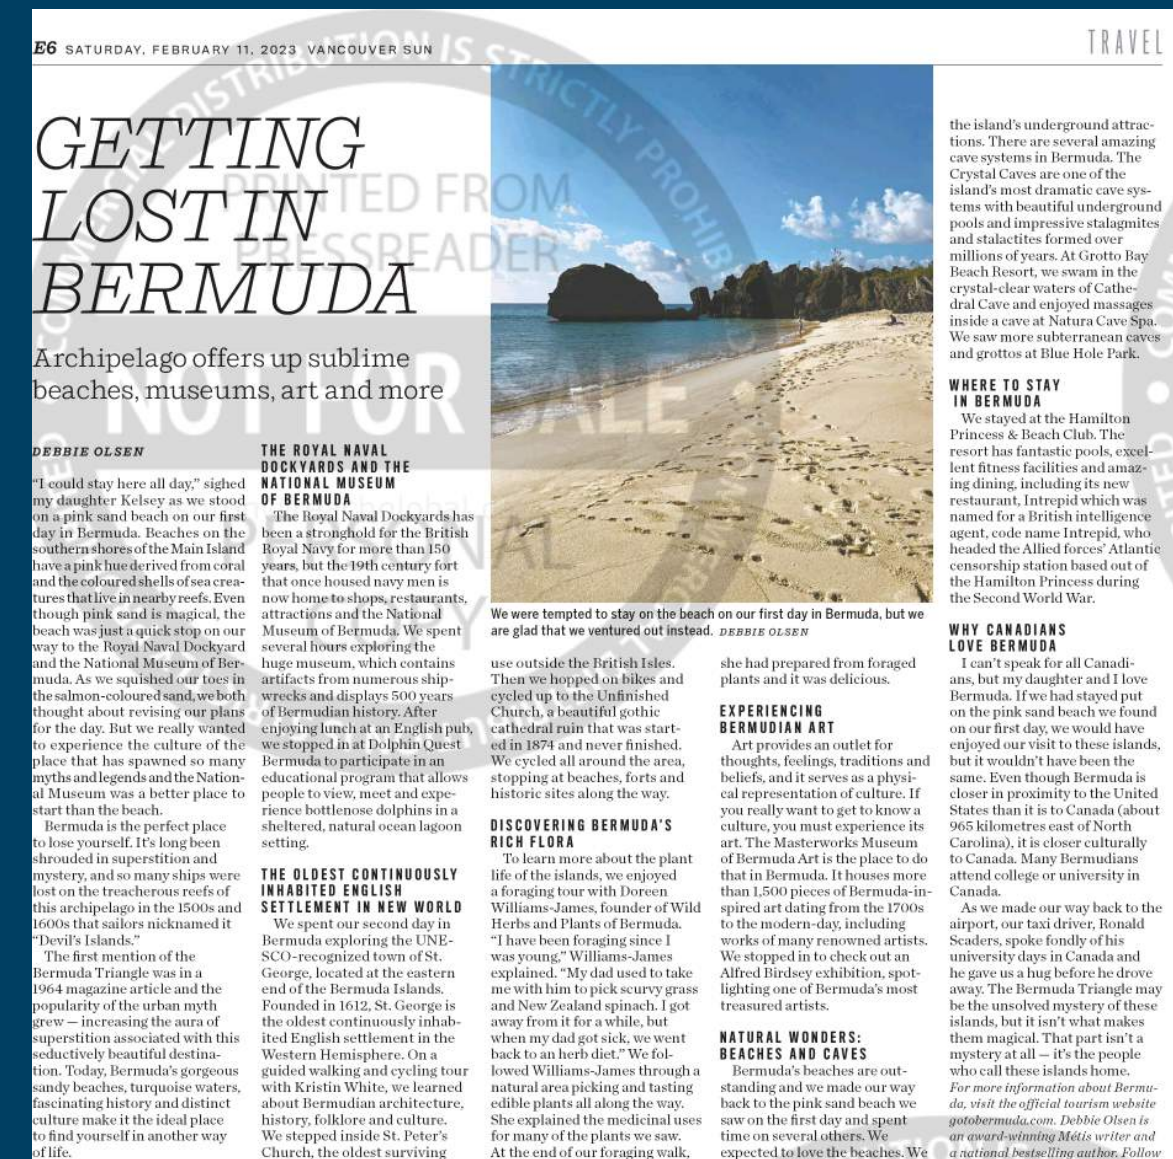 E6 SATURDAY, FEBRUARY 11, 2023 VANCOUVER SUN
TRAVEL
GETTING
LOST IN
BERMUDA
Archipelago offers up sublime
beaches, museums, art and more
DEBBIE OLSEN
“I could stay here all day,” sighed
my daughter Kelsey as we stood
on a pink sand beach on our first
day in Bermuda. Beaches on the
southern shores of the Main Island
have a pink hue derived from coral
and the coloured shells of sea crea-
tures that live in nearby reefs. Even
though pink sand is magical, the
beach was just a quick stop on our
way to the Royal Naval Dockyard
and the National Museum of Ber-
muda. As we squished our toes in
the salmon-coloured sand, we both
thought about revising our plans
for the day. But we really wanted
to experience the culture of the
place that has spawned so many
myths and legends and the Nation-
al Museum was a better place to
start than the beach.
Bermuda is the perfect place
to lose yourself. It’s long been
shrouded in superstition and
mystery, and so many ships were
lost on the treacherous reefs of
this archipelago in the 1500s and
1600s that sailors nicknamed it
“Devil’s Islands.”
The first mention of the
Bermuda Triangle was in a
1964 magazine article and the
popularity of the urban myth
grew — increasing the aura of
superstition associated with this
seductively beautiful destina-
tion. Today, Bermuda’s gorgeous
sandy beaches, turquoise waters,
fascinating history and distinct
culture make it the ideal place
to find yourself in another way
of life.
THE ROYAL NAVAL
DOCKYARDS AND THE
NATIONAL MUSEUM
OF BERMUDA
The Royal Naval Dockyards has
been a stronghold for the British
Royal Navy for more than 150
years, but the 19th century fort
that once housed navy men is
now home to shops, restaurants,
attractions and the National
Museum of Bermuda. We spent
several hours exploring the
huge museum, which contains
artifacts from numerous ship-
wrecks and displays 500 years
of Bermudian history. After
enjoying lunch at an English pub,
we stopped in at Dolphin Quest
Bermuda to participate in an
educational program that allows
people to view, meet and expe-
rience bottlenose dolphins in a
sheltered, natural ocean lagoon
setting.
THE OLDEST CONTINUOUSLY
INHABITED ENGLISH
SETTLEMENT IN NEW WORLD
We spent our second day in
Bermuda exploring the UNE-
SCO-recognized town of St.
George, located at the eastern
end of the Bermuda Islands.
Founded in 1612, St. George is
the oldest continuously inhab-
ited English settlement in the
Western Hemisphere. On a
guided walking and cycling tour
with Kristin White, we learned
about Bermudian architecture,
history, folklore and culture.
We stepped inside St. Peter’s
Church, the oldest surviving
We were tempted to stay on the beach on our first day in Bermuda, but we
are glad that we ventured out instead. DEBBIE OLSEN
use outside the British Isles.
Then we hopped on bikes and
cycled up to the Unfinished
Church, a beautiful gothic
cathedral ruin that was start-
ed in 1874 and never finished.
We cycled all around the area,
stopping at beaches, forts and
historic sites along the way.
DISCOVERING BERMUDA’S
RICH FLORA
To learn more about the plant
life of the islands, we enjoyed
a foraging tour with Doreen
Williams-James, founder of Wild
Herbs and Plants of Bermuda.
“I have been foraging since I
was young,” Williams-James
explained. “My dad used to take
me with him to pick scurvy grass
and New Zealand spinach. I got
away from it for a while, but
when my dad got sick, we went
back to an herb diet.” We fol-
lowed Williams-James through a
natural area picking and tasting
edible plants all along the way.
She explained the medicinal uses
for many of the plants we saw.
At the end of our foraging walk,
she had prepared from foraged
plants and it was delicious.
EXPERIENCING
BERMUDIAN ART
Art provides an outlet for
thoughts, feelings, traditions and
beliefs, and it serves as a physi-
cal representation of culture. If
you really want to get to know a
culture, you must experience its
art. The Masterworks Museum
of Bermuda Art is the place to do
that in Bermuda. It houses more
than 1,500 pieces of Bermuda-in-
spired art dating from the 1700s
to the modern-day, including
works of many renowned artists.
We stopped in to check out an
Alfred Birdsey exhibition, spot-
lighting one of Bermuda’s most
treasured artists.
NATURAL WONDERS:
BEACHES AND CAVES
Bermuda’s beaches are out-
standing and we made our way
back to the pink sand beach we
saw on the first day and spent
time on several others. We
expected to love the beaches. We
the island’s underground attrac-
tions. There are several amazing
cave systems in Bermuda. The
Crystal Caves are one of the
island’s most dramatic cave sys-
tems with beautiful underground
pools and impressive stalagmites
and stalactites formed over
millions of years. At Grotto Bay
Beach Resort, we swam in the
crystal-clear waters of Cathe-
dral Cave and enjoyed massages
inside a cave at Natura Cave Spa.
We saw more subterranean caves
and grottos at Blue Hole Park.
WHERE TO STAY
IN BERMUDA
We stayed at the Hamilton
Princess & Beach Club. The
resort has fantastic pools, excel-
lent fitness facilities and amaz-
ing dining, including its new
restaurant, Intrepid which was
named for a British intelligence
agent, code name Intrepid, who
headed the Allied forces’ Atlantic
censorship station based out of
the Hamilton Princess during
the Second World War.
WHY CANADIANS
LOVE BERMUDA
I can’t speak for all Canadi-
ans, but my daughter and I love
Bermuda. If we had stayed put
on the pink sand beach we found
on our first day, we would have
enjoyed our visit to these islands,
but it wouldn’t have been the
same. Even though Bermuda is
closer in proximity to the United
States than it is to Canada (about
965 kilometres east of North
Carolina), it is closer culturally
to Canada. Many Bermudians
attend college or university in
Canada.
As we made our way back to the
airport, our taxi driver, Ronald
Scaders, spoke fondly of his
university days in Canada and
he gave us a hug before he drove
away. The Bermuda Triangle may
be the unsolved mystery of these
islands, but it isn’t what makes
them magical. That part isn’t a
mystery at all — it’s the people
who call these islands home.
For more information about Bermu-
da, visit the official tourism website
gotobermuda.com. Debbie Olsen is
an award-winning Métis writer and
a national bestselling author. Follow
PRINTED FROM
PRESSREADER
NOT FOR SALE
PERSONAL
COPY
DISTRIBUTION IS STRICTLY PROHIBITED